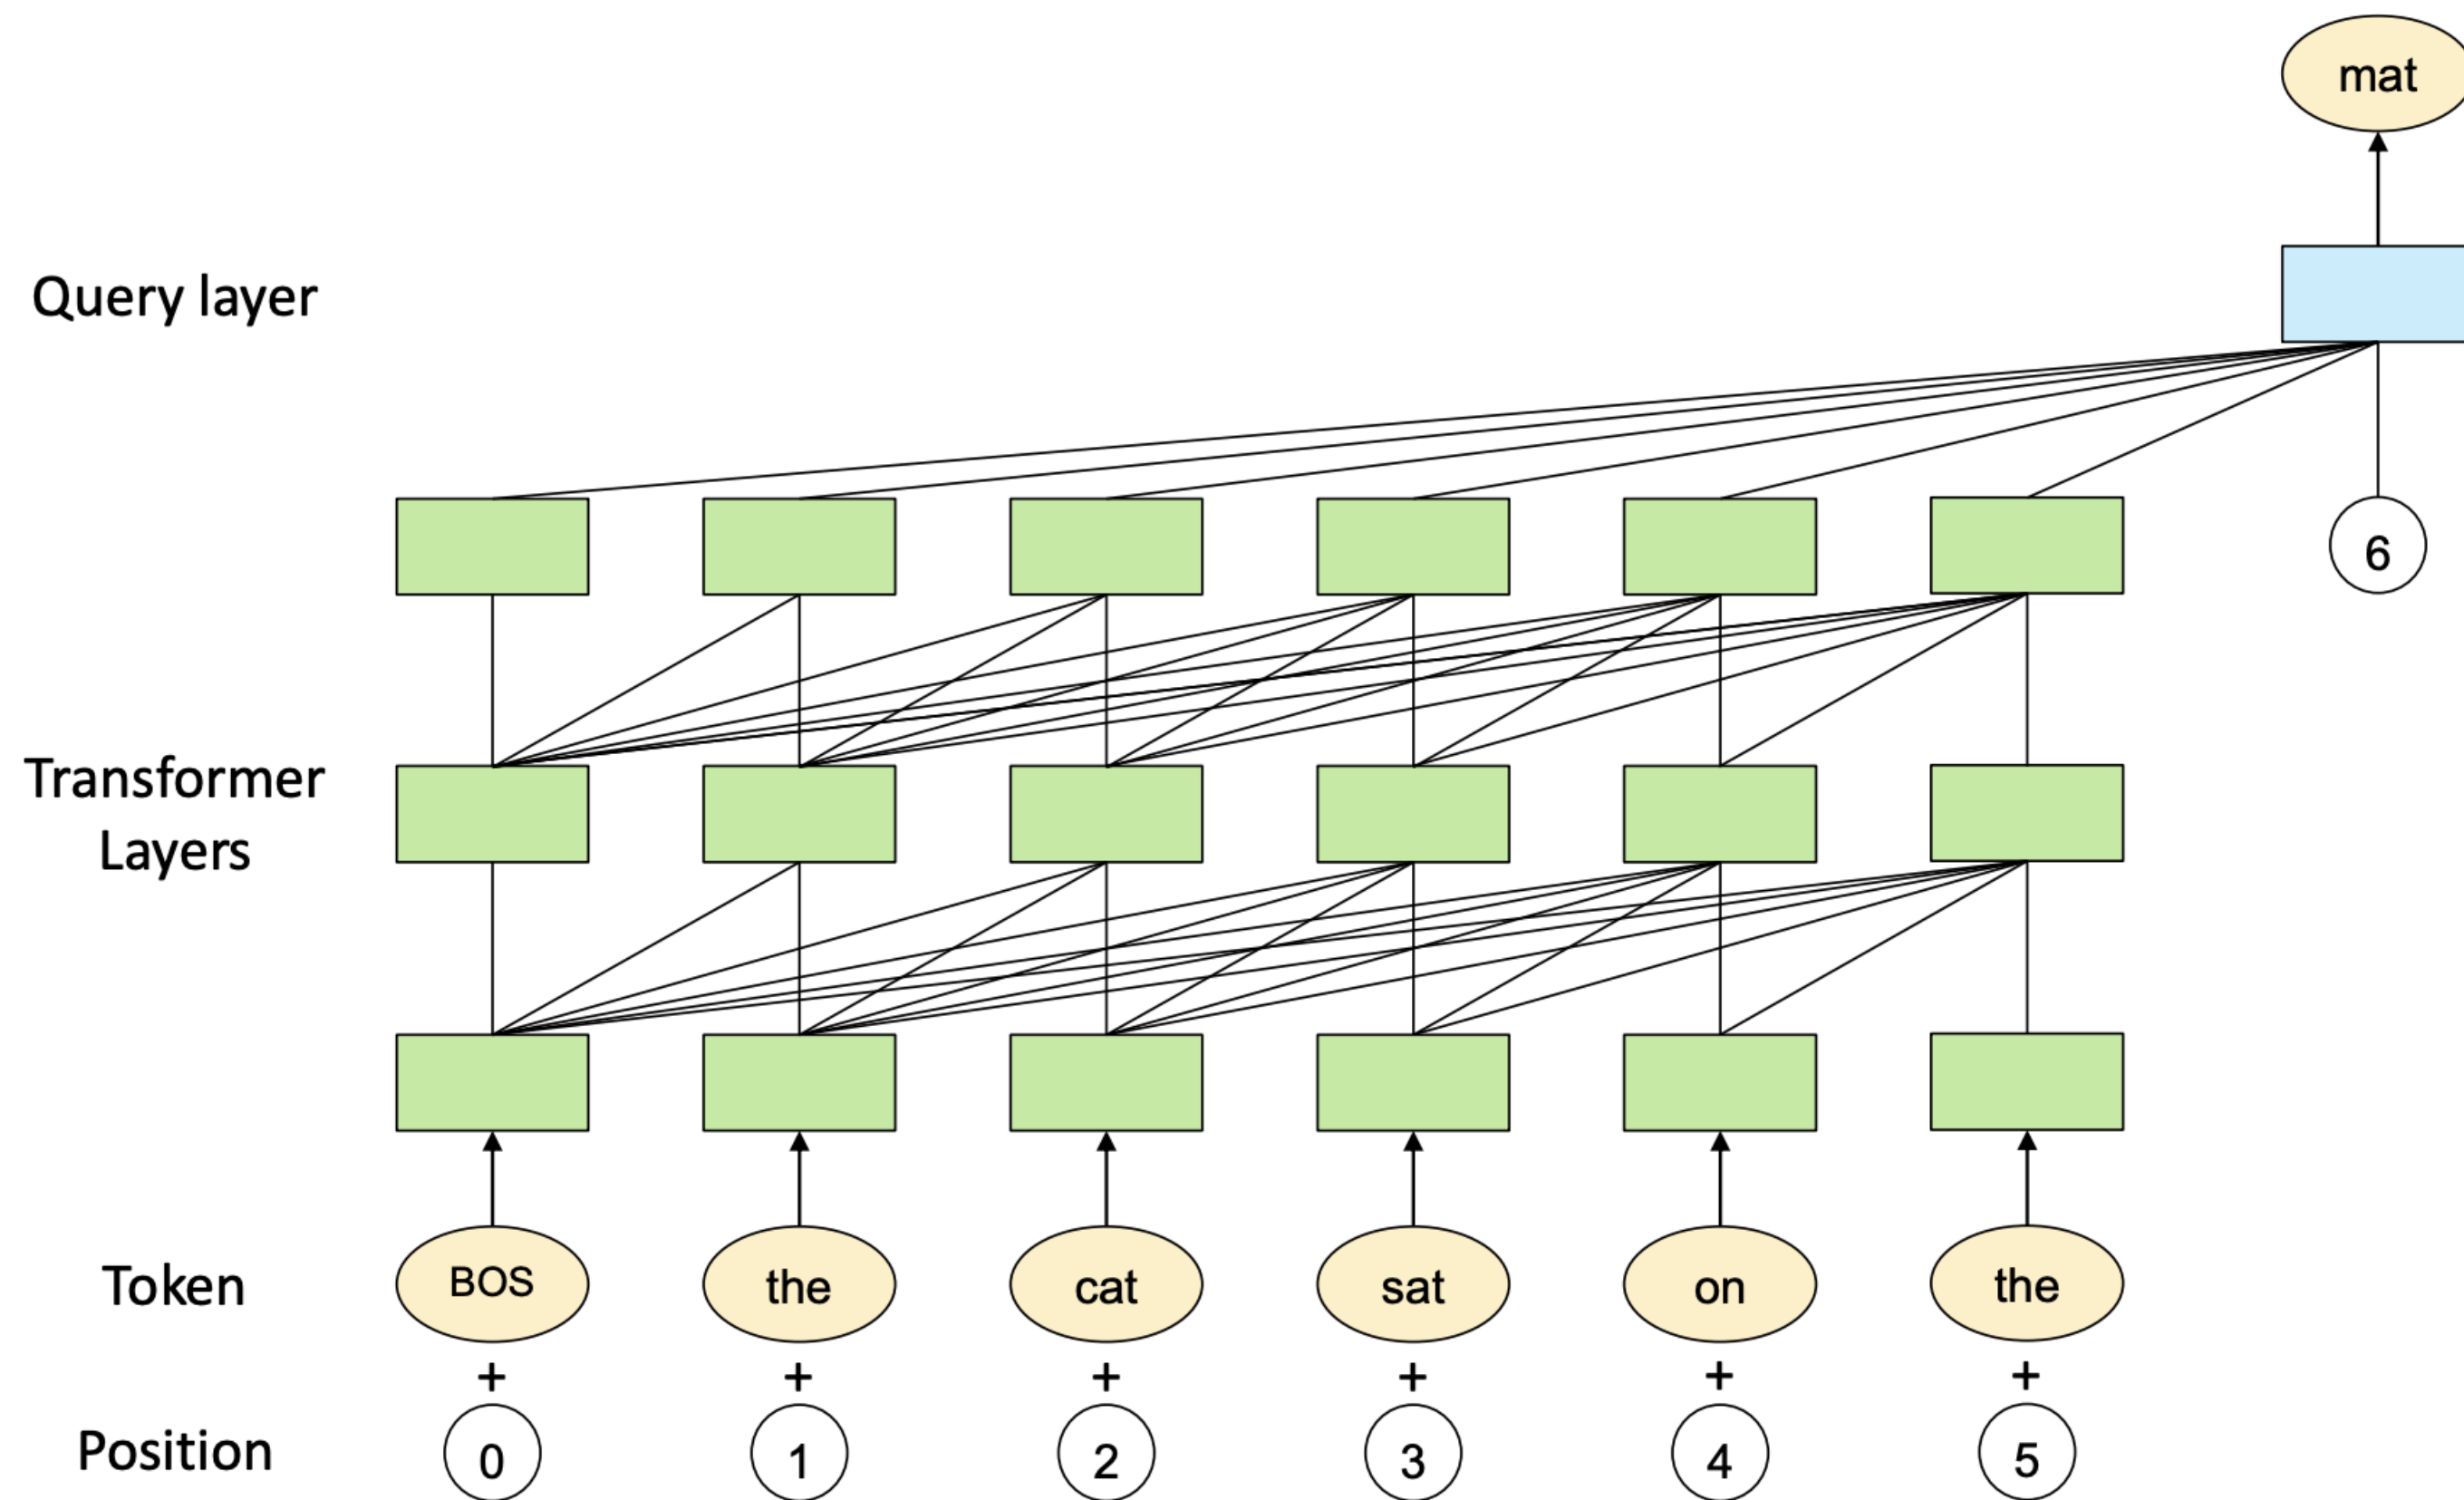 mat
Query layer
6
Transformer
Layers
Token BOS the cat sat on the
+ + + + + +
Position 0 1 2 3 4 5